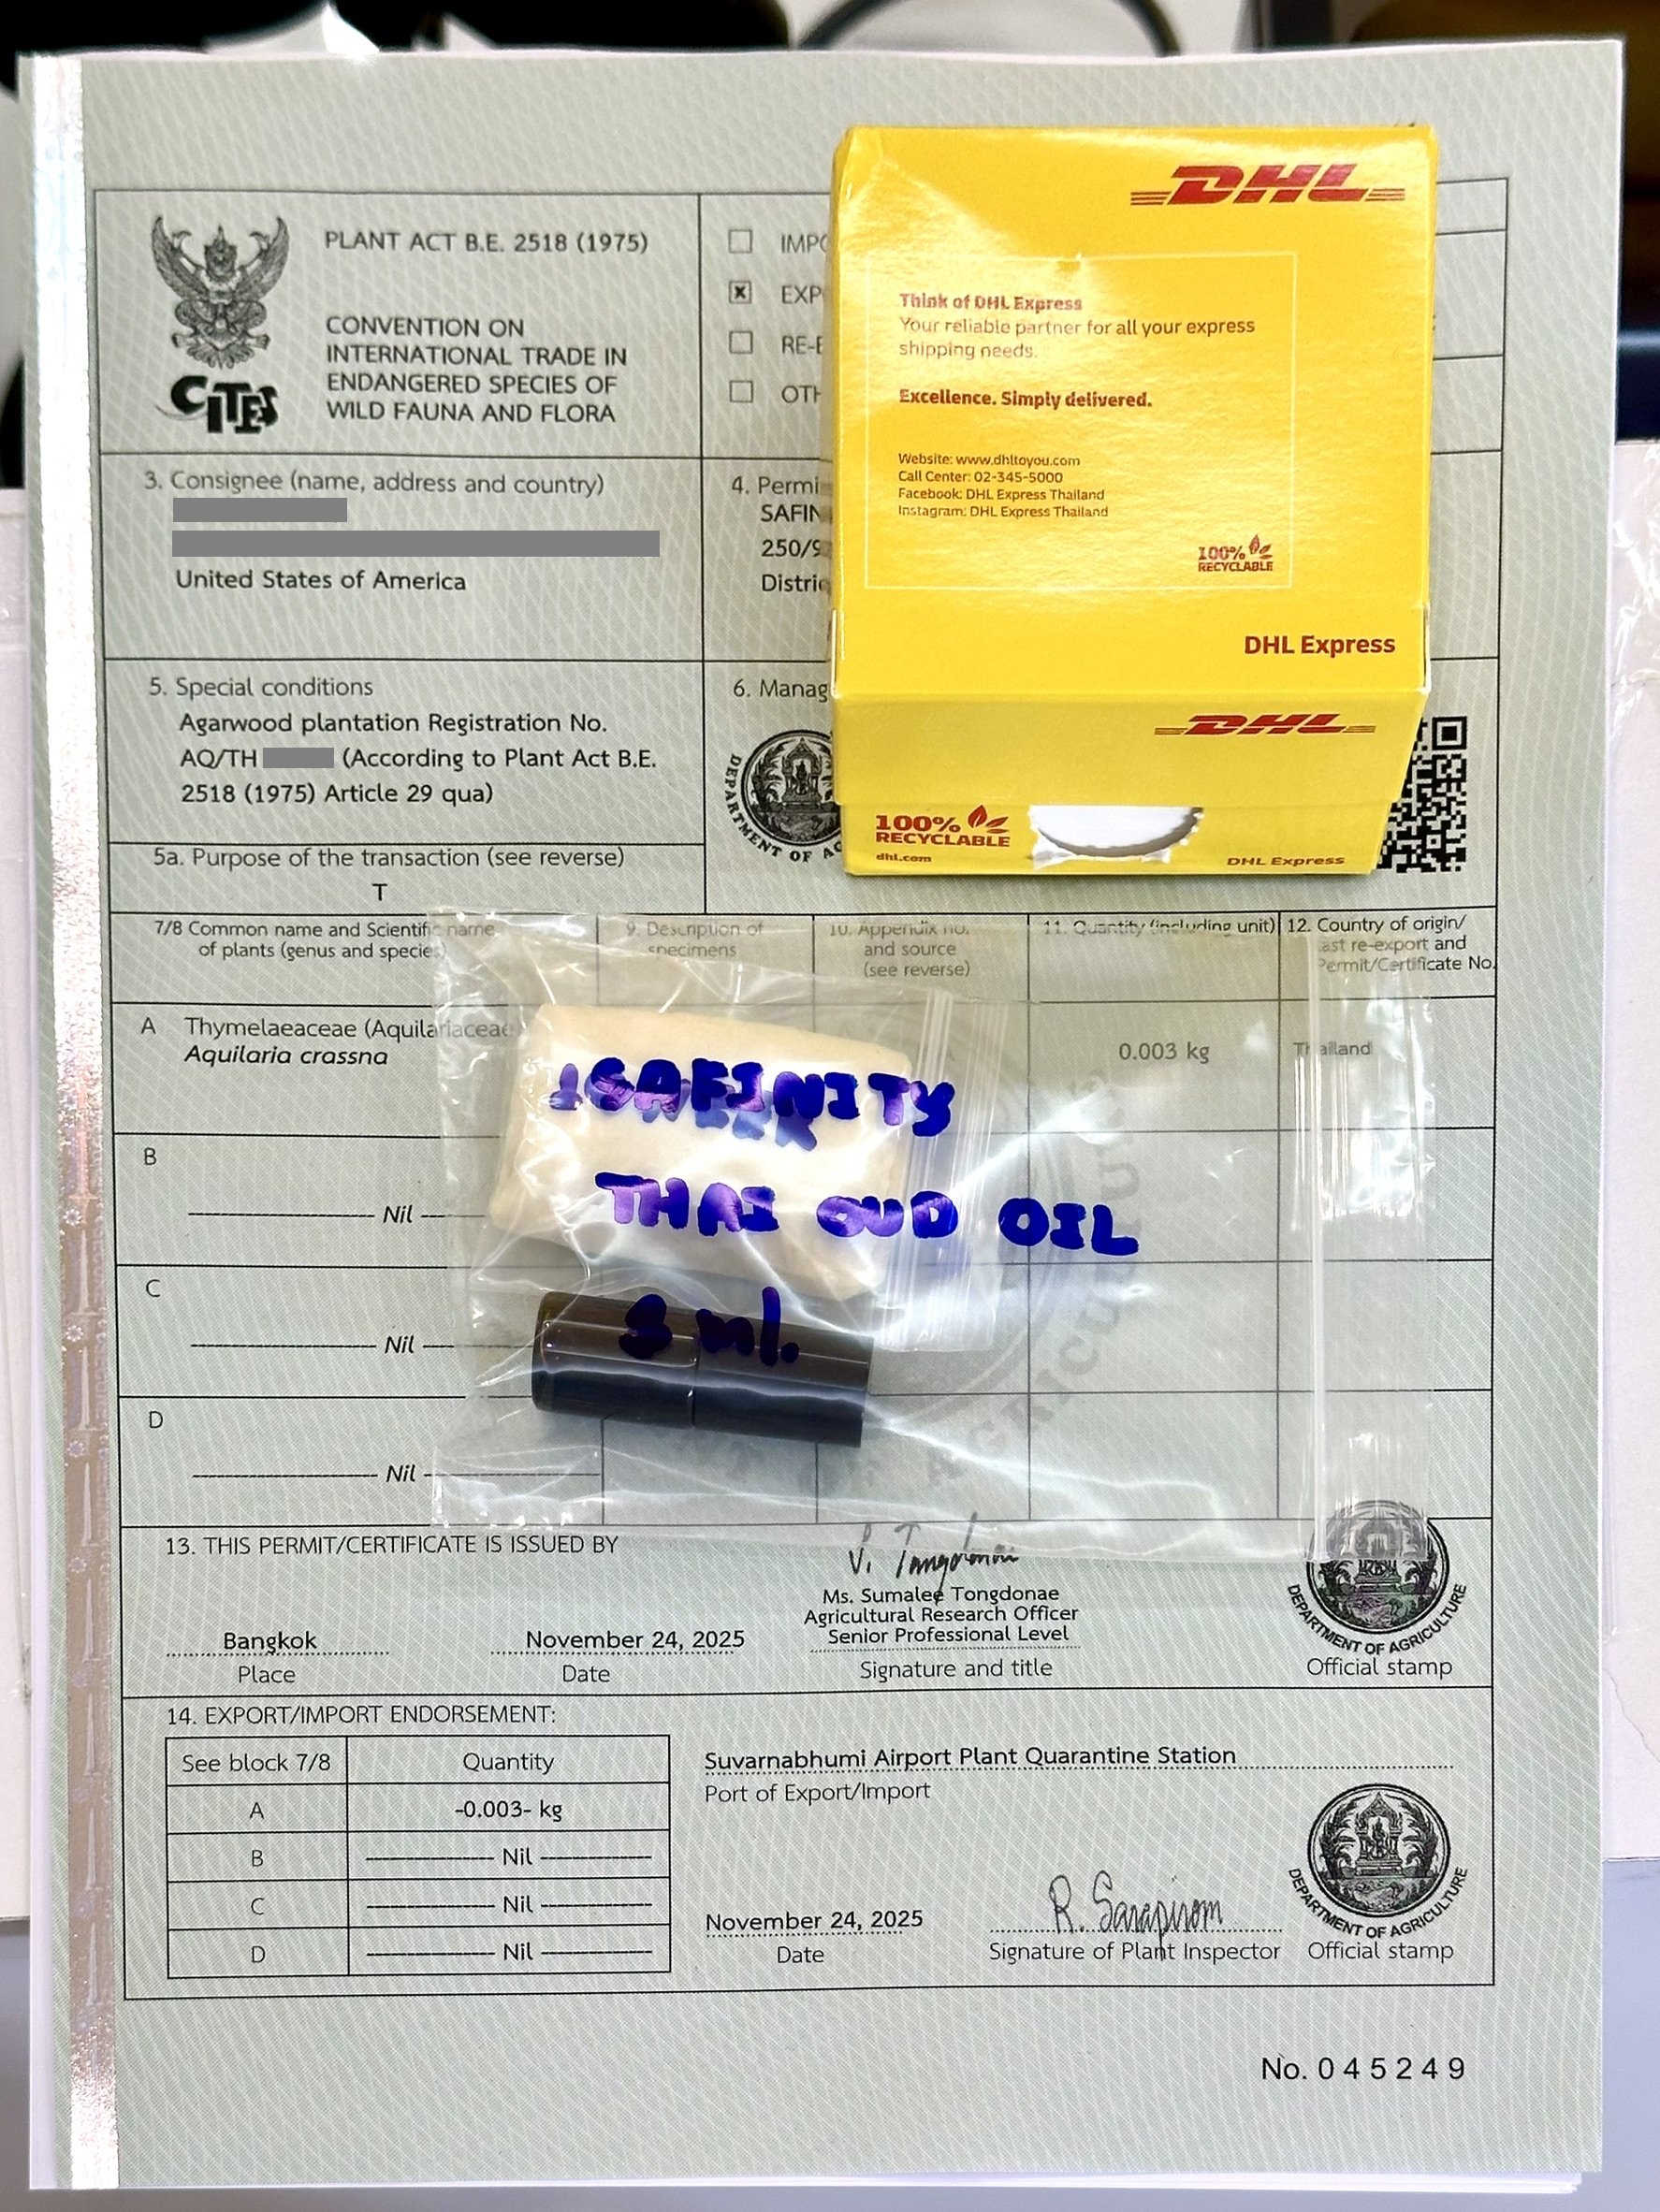 PLANT ACT B.E. 2518 (1975)
CITES
CONVENTION ON
INTERNATIONAL TRADE IN
ENDANGERED SPECIES OF
WILD FAUNA AND FLORA
IMPO
EXP
RE-E
OTH
DHL
Think of DHL Express
Your reliable partner for all your express
shipping needs.
Excellence. Simply delivered.
Website: www.dhltoyou.com
Call Center: 02-345-5000
Facebook: DHL Express Thailand
Instagram: DHL Express Thailand
100%
RECYCLABLE
DHL Express
DHL
100%
RECYCLABLE
dhl.com
DHL Express
3. Consignee (name, address and country)
United States of America
4. Permi
SAFIN
250/9
Distric
5. Special conditions
Agarwood plantation Registration No.
AQ/TH (According to Plant Act B.E.
2518 (1975) Article 29 qua)
6. Manag
DEPARTMENT OF AG
5a. Purpose of the transaction (see reverse)
T
7/8 Common name and Scientific name
of plants (genus and species)
9. Description of
specimens
10. Appendix no.
and source
(see reverse)
11. Quantity (including unit)
12. Country of origin/
last re-export and
Permit/Certificate No.
A Thymelaeaceae (Aquilariaceae
Aquilaria crassna
0.003 kg
Thailand
SAFINITY
THAI OUD OIL
3 ml.
B
Nil
C
Nil
D
Nil
13. THIS PERMIT/CERTIFICATE IS ISSUED BY
Ms. Sumalee Tongdonae
Agricultural Research Officer
Senior Professional Level
Bangkok
Place
November 24, 2025
Date
Signature and title
DEPARTMENT OF AGRICULTURE
Official stamp
14. EXPORT/IMPORT ENDORSEMENT:
See block 7/8 Quantity
A -0.003- kg
B Nil
C Nil
D Nil
Suvarnabhumi Airport Plant Quarantine Station
Port of Export/Import
November 24, 2025
Date
R. Sarapirom
Signature of Plant Inspector
DEPARTMENT OF AGRICULTURE
Official stamp
No. 045249